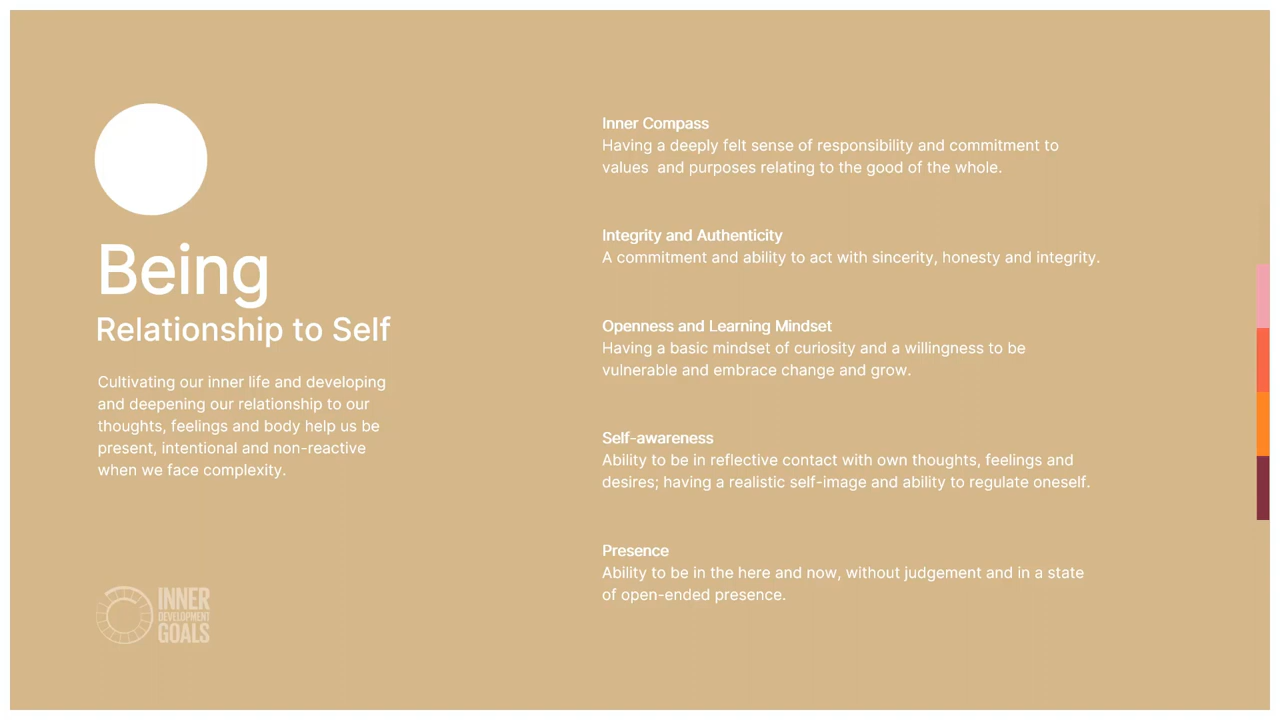 Being
Relationship to Self
Cultivating our inner life and developing
and deepening our relationship to our
thoughts, feelings and body help us be
present, intentional and non-reactive
when we face complexity.
INNER
DEVELOPMENT
GOALS
Inner Compass
Having a deeply felt sense of responsibility and commitment to
values  and purposes relating to the good of the whole.
Integrity and Authenticity
A commitment and ability to act with sincerity, honesty and integrity.
Openness and Learning Mindset
Having a basic mindset of curiosity and a willingness to be
vulnerable and embrace change and grow.
Self-awareness
Ability to be in reflective contact with own thoughts, feelings and
desires; having a realistic self-image and ability to regulate oneself.
Presence
Ability to be in the here and now, without judgement and in a state
of open-ended presence.